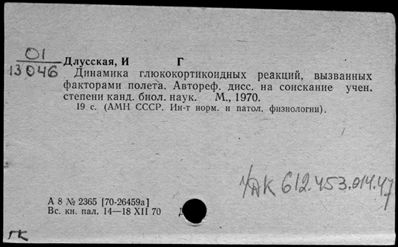 01
13046
Длусская, И Г
Динамика глюкокортикоидных реакций, вызванных
факторами полета. Автореф. дисс. на соискание учен.
степени канд. биол. наук. М., 1970.
19 с. (АМН СССР. Ин-т норм. и патол. физиологии).
УДК 612.453.014.47
А 8 № 2365 [70-26459а]
Вс. кн. пал. 14—18 XII 70
ГК